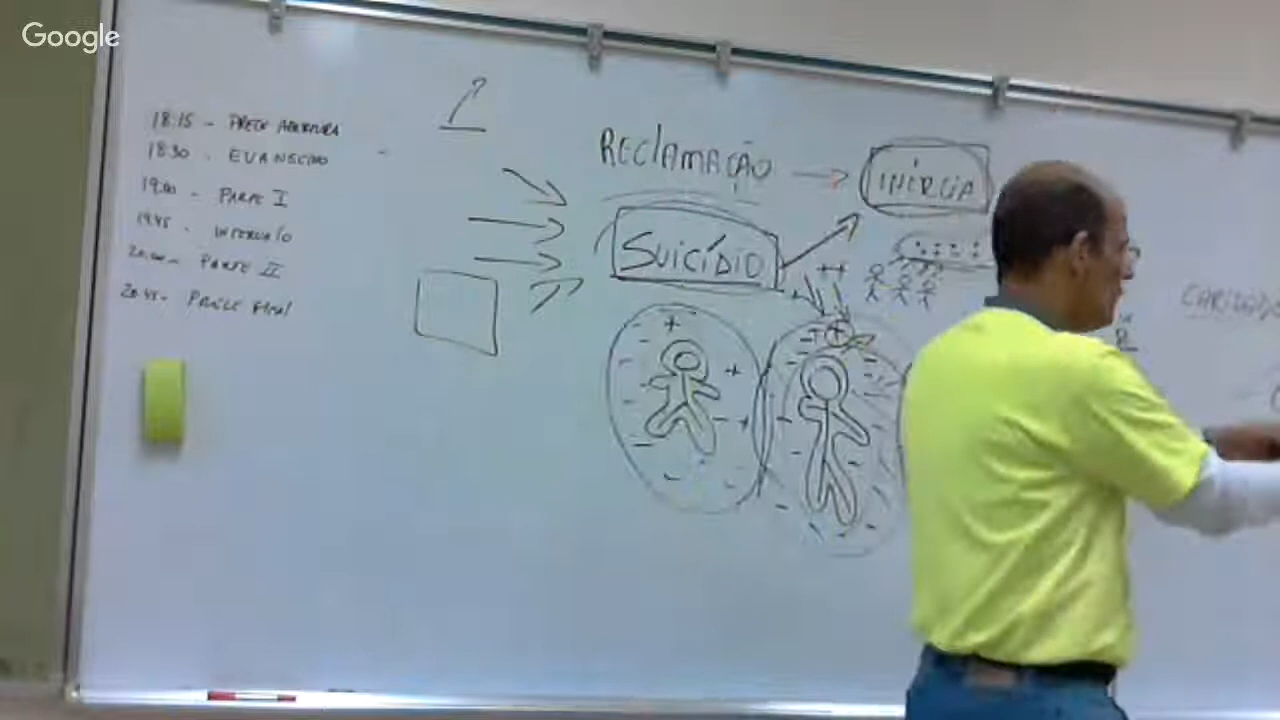 Google
18:15 - PRECE ABERTURA
18:30 - EVANGELHO -
19:00 - PARTE I
19:45 - INTERVALO
20:00 - PARTE II
20:45 - PRECE FINAL
RECLAMAÇÃO
INÉRCIA
SUICÍDIO